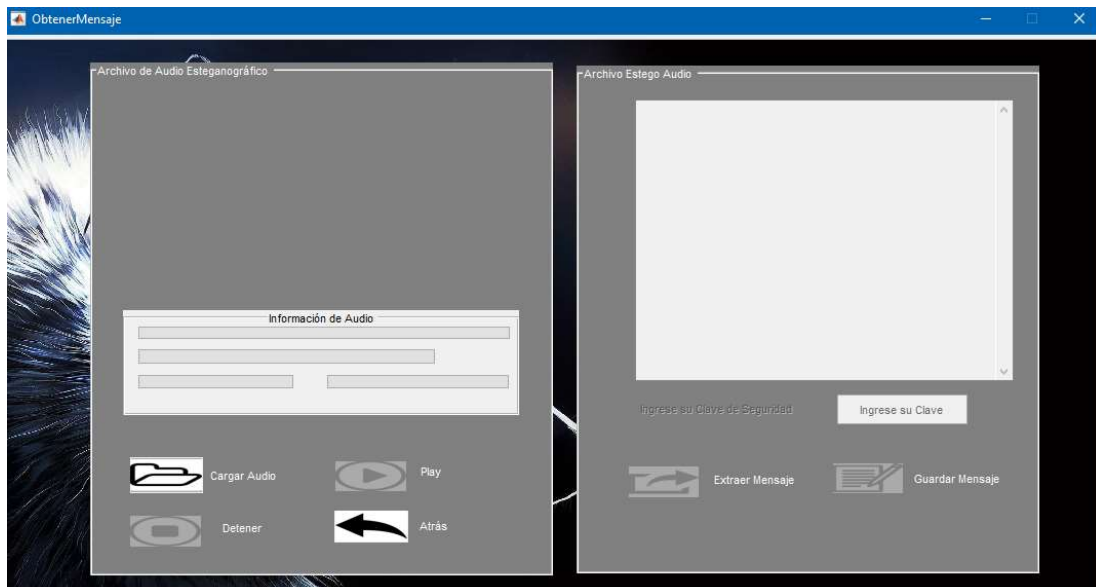 ObtenerMensaje
Archivo de Audio Esteganográfico
Información de Audio
Cargar Audio
Play
Detener
Atrás
Archivo Estego Audio
Ingrese su Clave de Seguridad
Ingrese su Clave
Extraer Mensaje
Guardar Mensaje